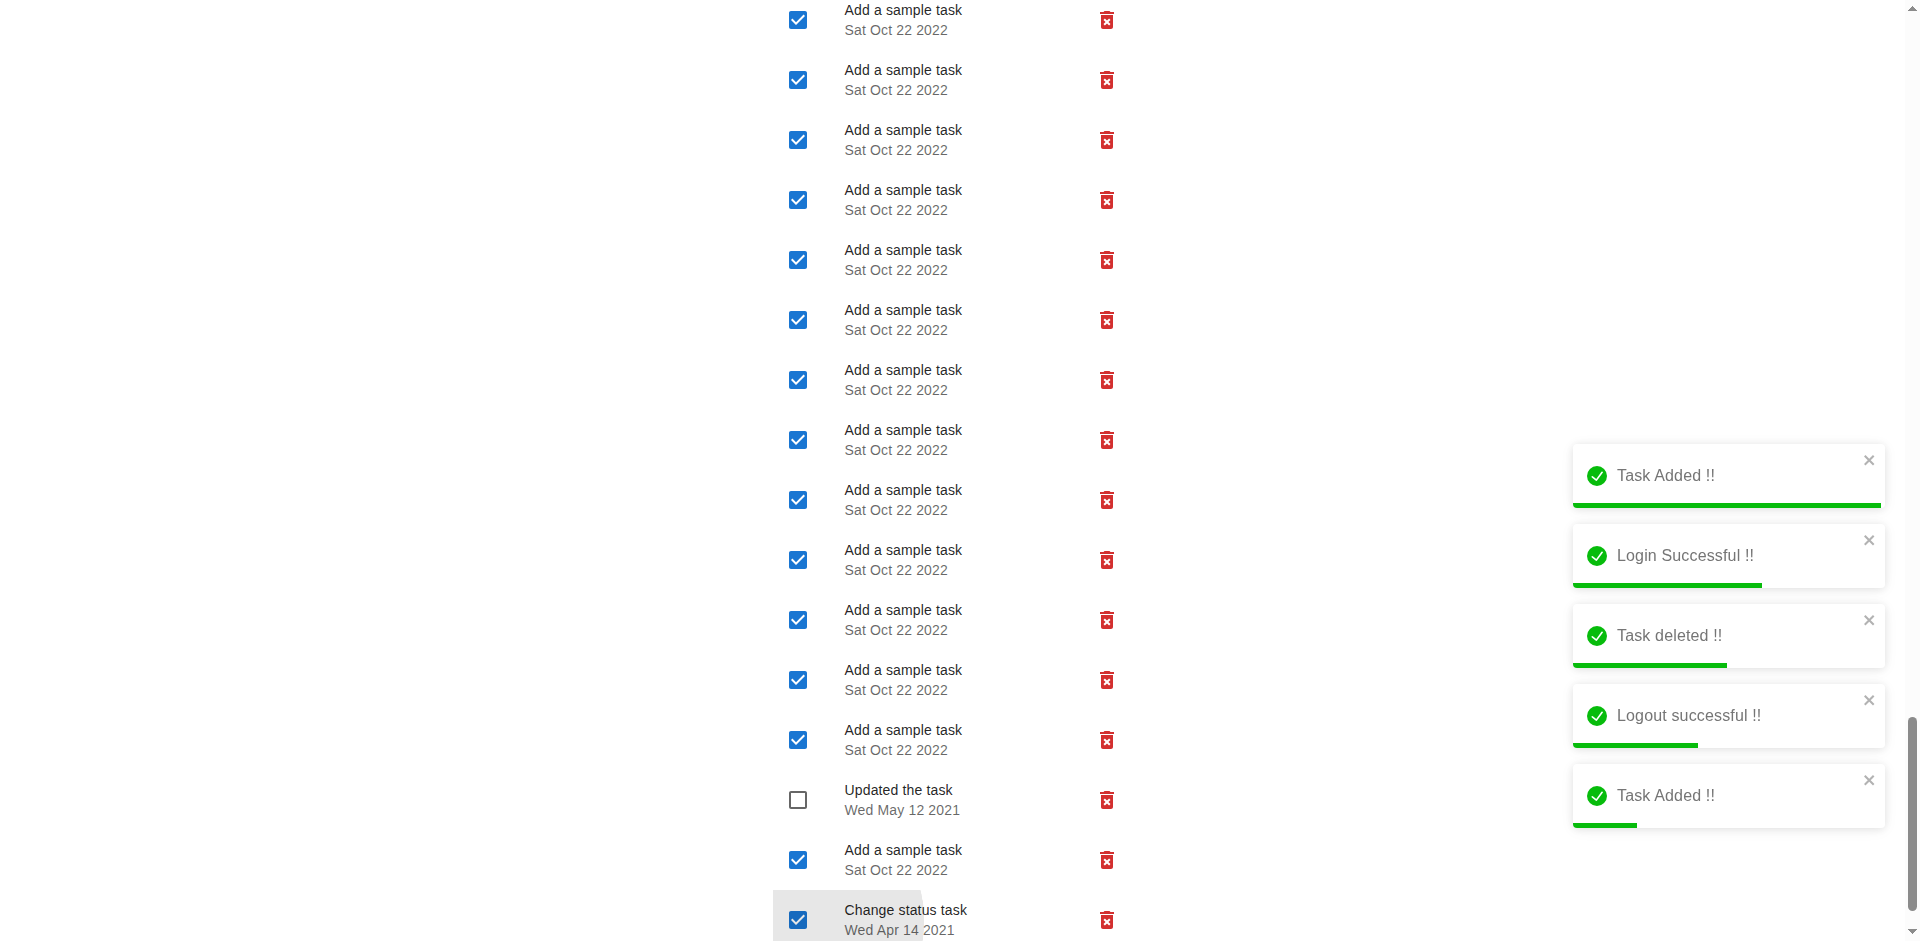 Add a sample task
Sat Oct 22 2022
Add a sample task
Sat Oct 22 2022
Add a sample task
Sat Oct 22 2022
Add a sample task
Sat Oct 22 2022
Add a sample task
Sat Oct 22 2022
Add a sample task
Sat Oct 22 2022
Add a sample task
Sat Oct 22 2022
Add a sample task
Sat Oct 22 2022
Add a sample task
Sat Oct 22 2022
Add a sample task
Sat Oct 22 2022
Add a sample task
Sat Oct 22 2022
Add a sample task
Sat Oct 22 2022
Add a sample task
Sat Oct 22 2022
Updated the task
Wed May 12 2021
Add a sample task
Sat Oct 22 2022
Change status task
Wed Apr 14 2021
Task Added !!
Login Successful !!
Task deleted !!
Logout successful !!
Task Added !!